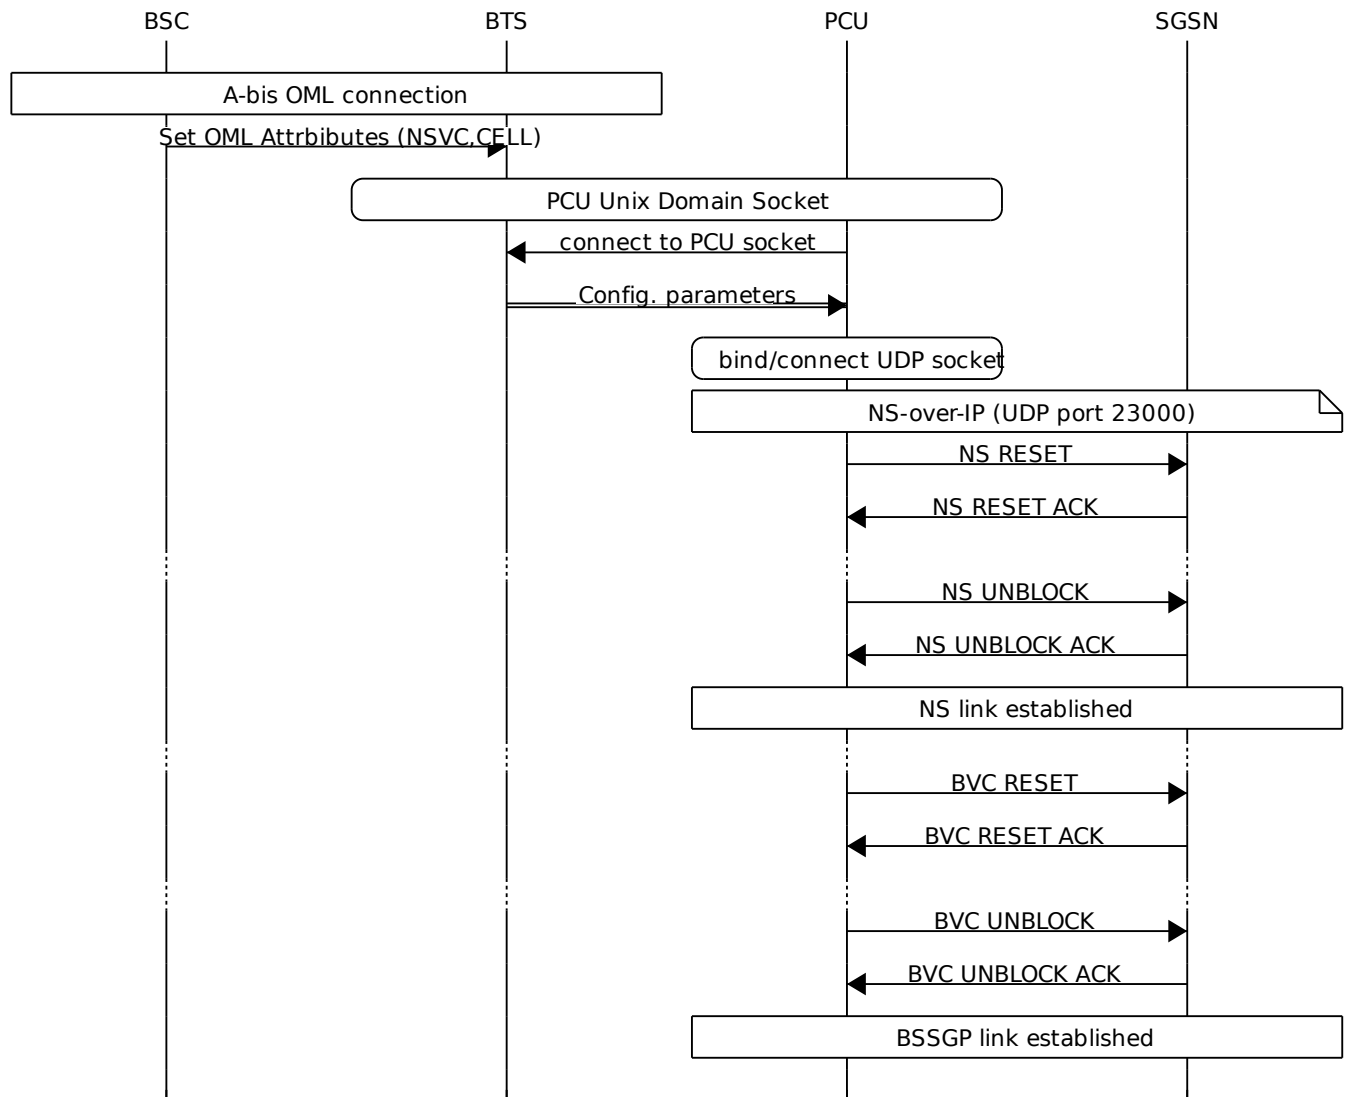 BSC BTS PCU SGSN
A-bis OML connection
Set OML Attrbibutes (NSVC,CELL)
PCU Unix Domain Socket
connect to PCU socket
Config. parameters
bind/connect UDP socket
NS-over-IP (UDP port 23000)
NS RESET
NS RESET ACK
NS UNBLOCK
NS UNBLOCK ACK
NS link established
BVC RESET
BVC RESET ACK
BVC UNBLOCK
BVC UNBLOCK ACK
BSSGP link established